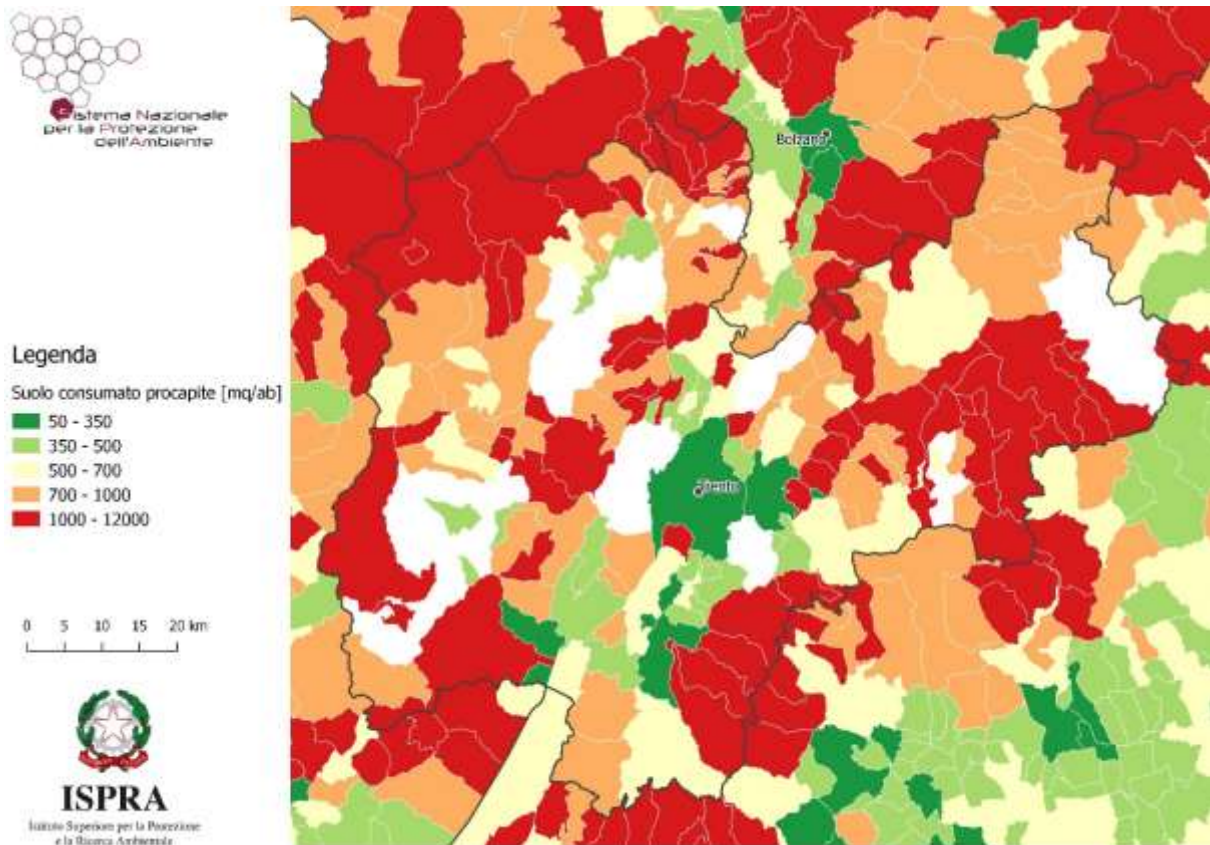 Sistema Nazionale
per la Protezione
dell'Ambiente
Legenda
Suolo consumato procapite [mq/ab]
50 - 350
350 - 500
500 - 700
700 - 1000
1000 - 12000
0 5 10 15 20 km
ISPRA
Istituto Superiore per la Protezione
e la Ricerca Ambientale
Bolzano
Trento